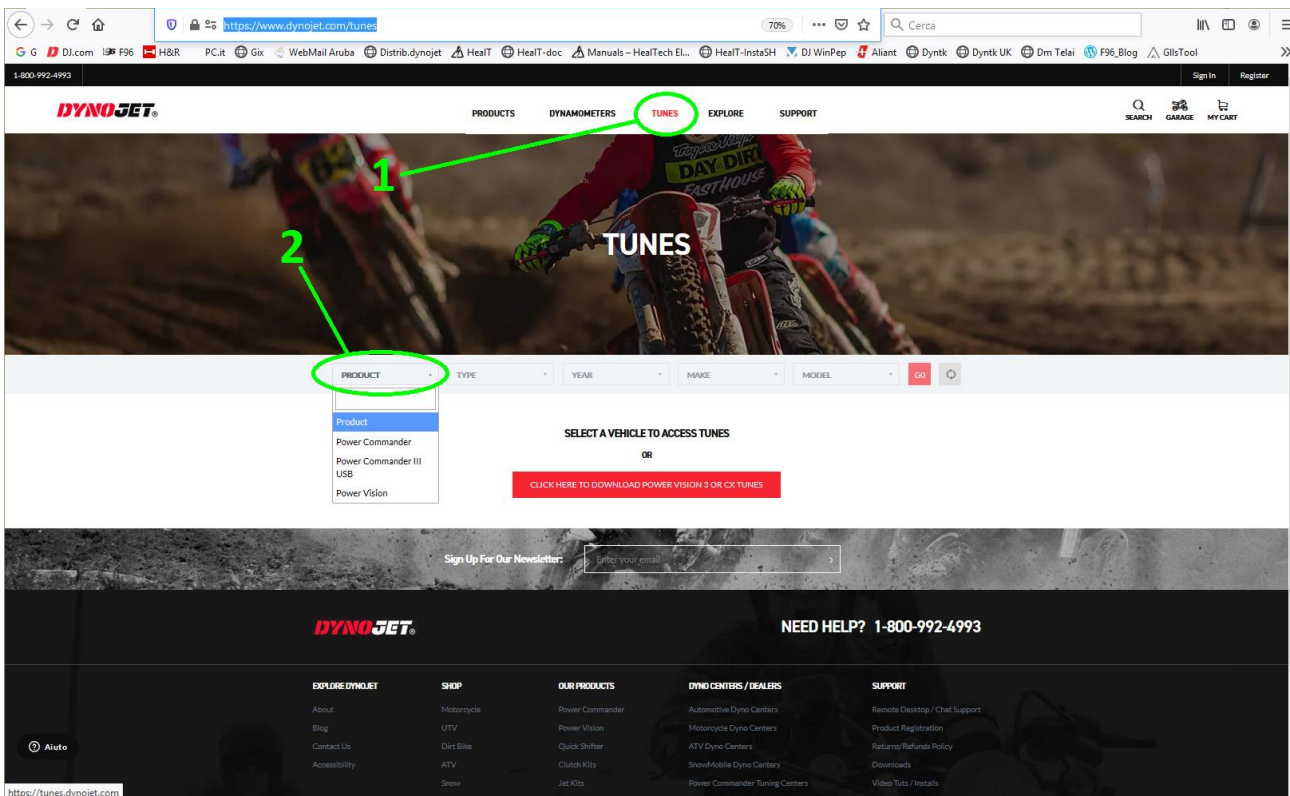 https://www.dynojet.com/tunes
70%
Cerca
G
DJ.com
F96
H&R
PC.it
Gix
WebMail Aruba
Distrib.dynojet
HealT
HealT-doc
Manuals – HealTech El...
HealT-InstaSH
DJ WinPep
Aliant
Dyntk
Dyntk UK
Dm Telai
F96_Blog
GIlsTool
1-800-992-4993
Sign In
Register
DYNOJET®
PRODUCTS
DYNAMOMETERS
TUNES
EXPLORE
SUPPORT
SEARCH
GARAGE
MY CART
1
Troy Lee Designs
DAY DIRT
FASTHOUSE
2
TUNES
PRODUCT
TYPE
YEAR
MAKE
MODEL
GO
Product
Power Commander
Power Commander III
USB
Power Vision
SELECT A VEHICLE TO ACCESS TUNES
OR
CLICK HERE TO DOWNLOAD POWER VISION 3 OR CX TUNES
Sign Up For Our Newsletter:
Enter your email
DYNOJET®
NEED HELP? 1-800-992-4993
EXPLORE DYNOJET
About
Blog
Contact Us
Accessibility
SHOP
Motorcycle
UTV
Dirt Bike
ATV
Snow
OUR PRODUCTS
Power Commander
Power Vision
Quick Shifter
Clutch Kits
Jet Kits
DYNO CENTERS / DEALERS
Automotive Dyno Centers
Motorcycle Dyno Centers
ATV Dyno Centers
SnowMobile Dyno Centers
Power Commander Tuning Centers
SUPPORT
Remote Desktop / Chat Support
Product Registration
Returns/Refunds Policy
Downloads
Video Tuts / Installs
Aiuto
https://tunes.dynojet.com